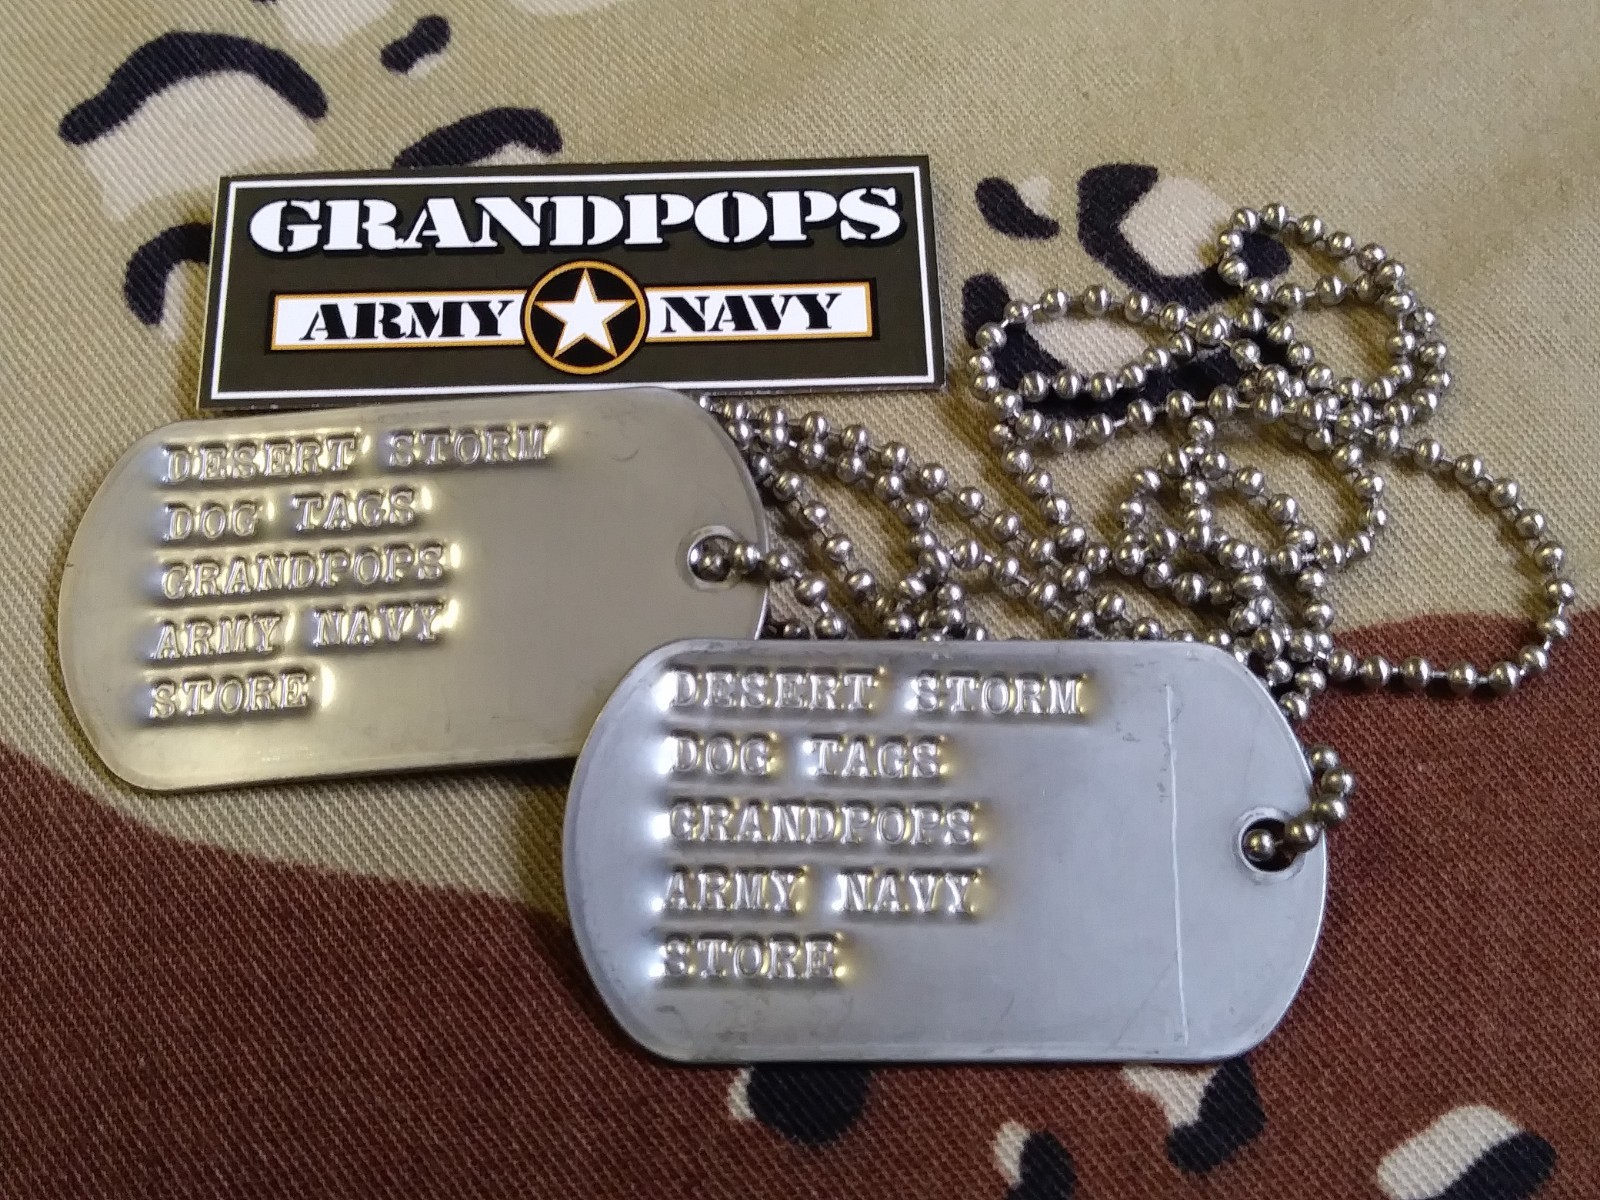 GRANDPOPS
ARMY NAVY
DESERT STORM
DOG TAGS
GRANDPOPS
ARMY NAVY
STORE
DESERT STORM
DOG TAGS
GRANDPOPS
ARMY NAVY
STORE